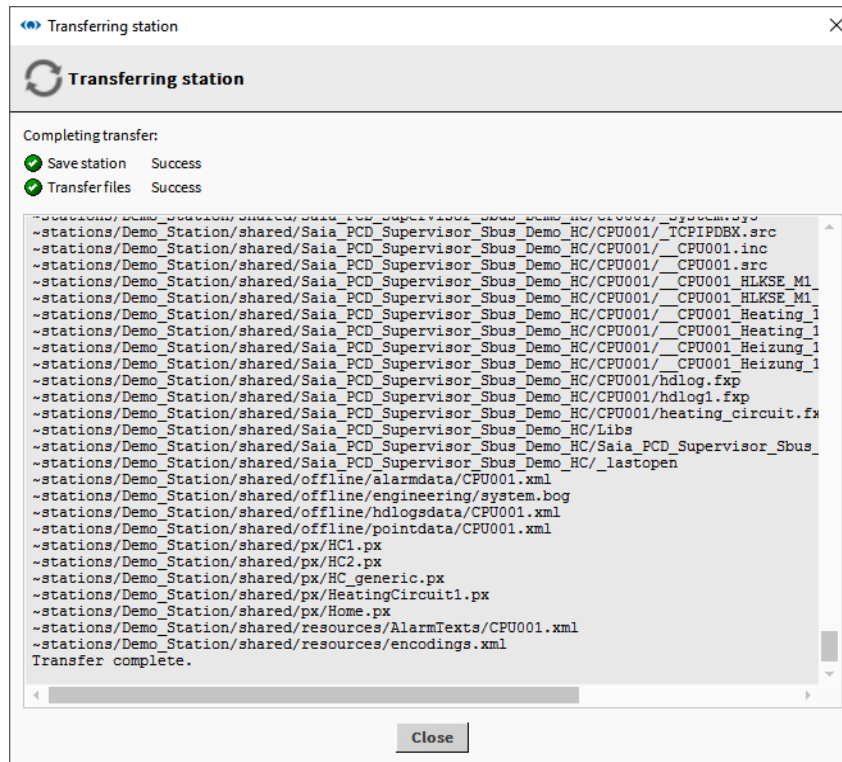 Transferring station
Transferring station
Completing transfer:
Save station Success
Transfer files Success
~stations/Demo_Station/shared/Saia_PCD_Supervisor_Sbus_Demo_HC/CPU001/_System.sys
~stations/Demo_Station/shared/Saia_PCD_Supervisor_Sbus_Demo_HC/CPU001/_TCPIPDBX.src
~stations/Demo_Station/shared/Saia_PCD_Supervisor_Sbus_Demo_HC/CPU001/__CPU001.inc
~stations/Demo_Station/shared/Saia_PCD_Supervisor_Sbus_Demo_HC/CPU001/__CPU001.src
~stations/Demo_Station/shared/Saia_PCD_Supervisor_Sbus_Demo_HC/CPU001/__CPU001_HLKSE_M1_
~stations/Demo_Station/shared/Saia_PCD_Supervisor_Sbus_Demo_HC/CPU001/__CPU001_HLKSE_M1_
~stations/Demo_Station/shared/Saia_PCD_Supervisor_Sbus_Demo_HC/CPU001/__CPU001_Heating_1
~stations/Demo_Station/shared/Saia_PCD_Supervisor_Sbus_Demo_HC/CPU001/__CPU001_Heating_1
~stations/Demo_Station/shared/Saia_PCD_Supervisor_Sbus_Demo_HC/CPU001/__CPU001_Heizung_1
~stations/Demo_Station/shared/Saia_PCD_Supervisor_Sbus_Demo_HC/CPU001/__CPU001_Heizung_1
~stations/Demo_Station/shared/Saia_PCD_Supervisor_Sbus_Demo_HC/CPU001/hdlog.fxp
~stations/Demo_Station/shared/Saia_PCD_Supervisor_Sbus_Demo_HC/CPU001/hdlog1.fxp
~stations/Demo_Station/shared/Saia_PCD_Supervisor_Sbus_Demo_HC/CPU001/heating_circuit.fx
~stations/Demo_Station/shared/Saia_PCD_Supervisor_Sbus_Demo_HC/Libs
~stations/Demo_Station/shared/Saia_PCD_Supervisor_Sbus_Demo_HC/Saia_PCD_Supervisor_Sbus_
~stations/Demo_Station/shared/Saia_PCD_Supervisor_Sbus_Demo_HC/_lastopen
~stations/Demo_Station/shared/offline/alarmdata/CPU001.xml
~stations/Demo_Station/shared/offline/engineering/system.bog
~stations/Demo_Station/shared/offline/hdlogsdata/CPU001.xml
~stations/Demo_Station/shared/offline/pointdata/CPU001.xml
~stations/Demo_Station/shared/px/HC1.px
~stations/Demo_Station/shared/px/HC2.px
~stations/Demo_Station/shared/px/HC_generic.px
~stations/Demo_Station/shared/px/HeatingCircuit1.px
~stations/Demo_Station/shared/px/Home.px
~stations/Demo_Station/shared/resources/AlarmTexts/CPU001.xml
~stations/Demo_Station/shared/resources/encodings.xml
Transfer complete.
Close